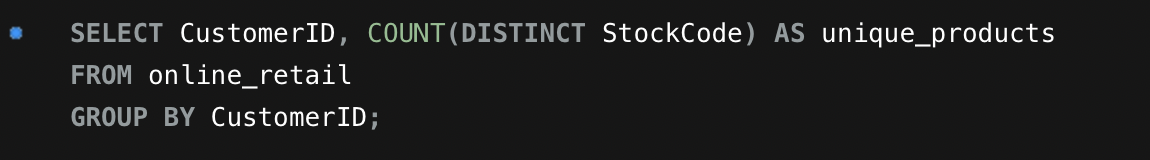 SELECT CustomerID, COUNT(DISTINCT StockCode) AS unique_products
FROM online_retail
GROUP BY CustomerID;